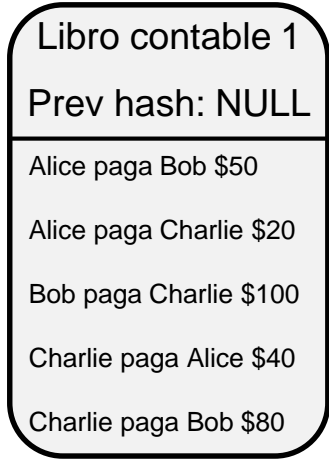 Libro contable 1
Prev hash: NULL
Alice paga Bob $50
Alice paga Charlie $20
Bob paga Charlie $100
Charlie paga Alice $40
Charlie paga Bob $80